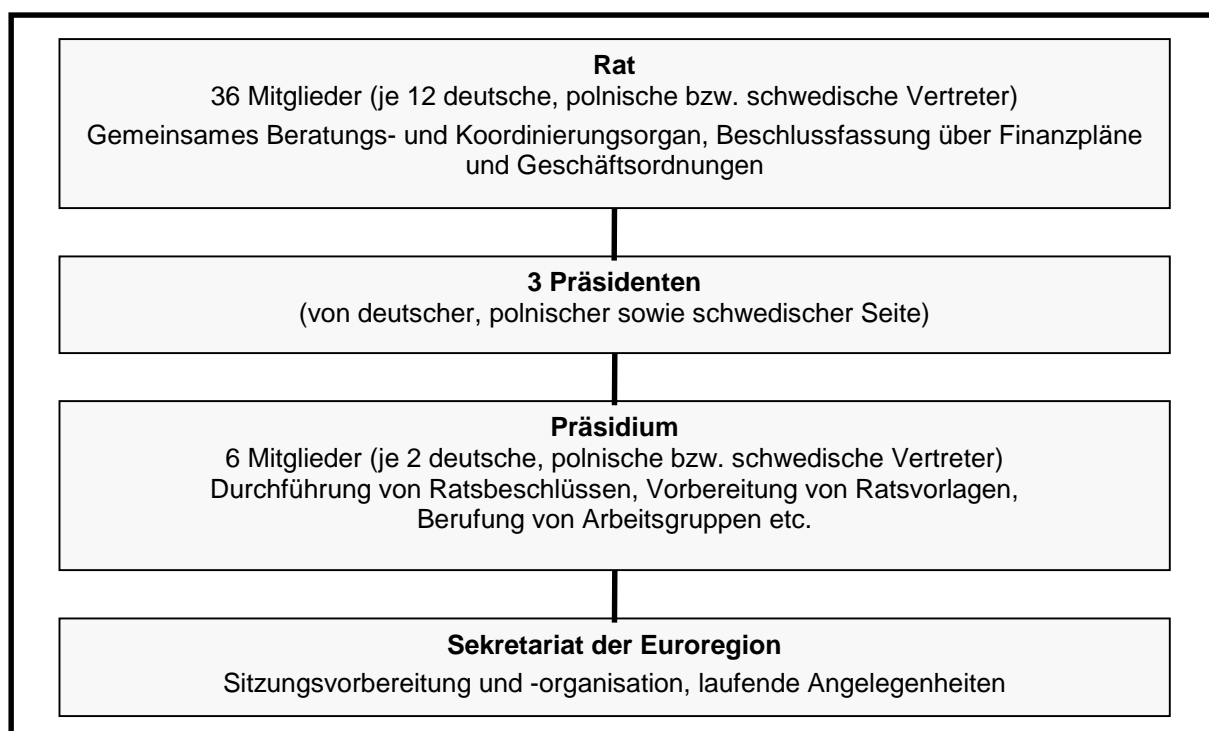 Rat
36 Mitglieder (je 12 deutsche, polnische bzw. schwedische Vertreter)
Gemeinsames Beratungs- und Koordinierungsorgan, Beschlussfassung über Finanzpläne
und Geschäftsordnungen
3 Präsidenten
(von deutscher, polnischer sowie schwedischer Seite)
Präsidium
6 Mitglieder (je 2 deutsche, polnische bzw. schwedische Vertreter)
Durchführung von Ratsbeschlüssen, Vorbereitung von Ratsvorlagen,
Berufung von Arbeitsgruppen etc.
Sekretariat der Euroregion
Sitzungsvorbereitung und -organisation, laufende Angelegenheiten